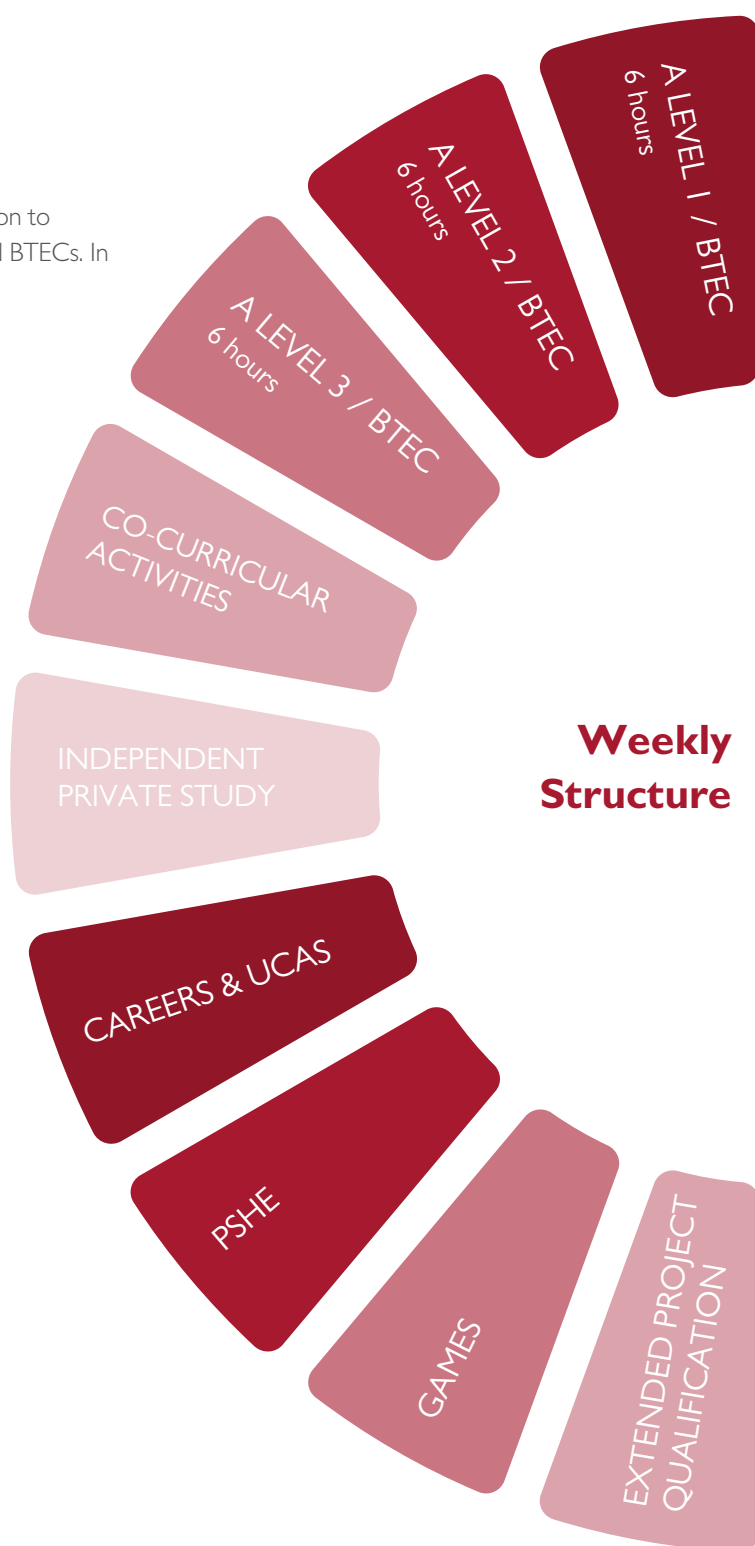 on to
BTECs. In
A LEVEL 1 / BTEC
6 hours
A LEVEL 2 / BTEC
6 hours
A LEVEL 3 / BTEC
6 hours
CO-CURRICULAR
ACTIVITIES
INDEPENDENT
PRIVATE STUDY
Weekly
Structure
CAREERS & UCAS
PSHE
GAMES
EXTENDED PROJECT
QUALIFICATION